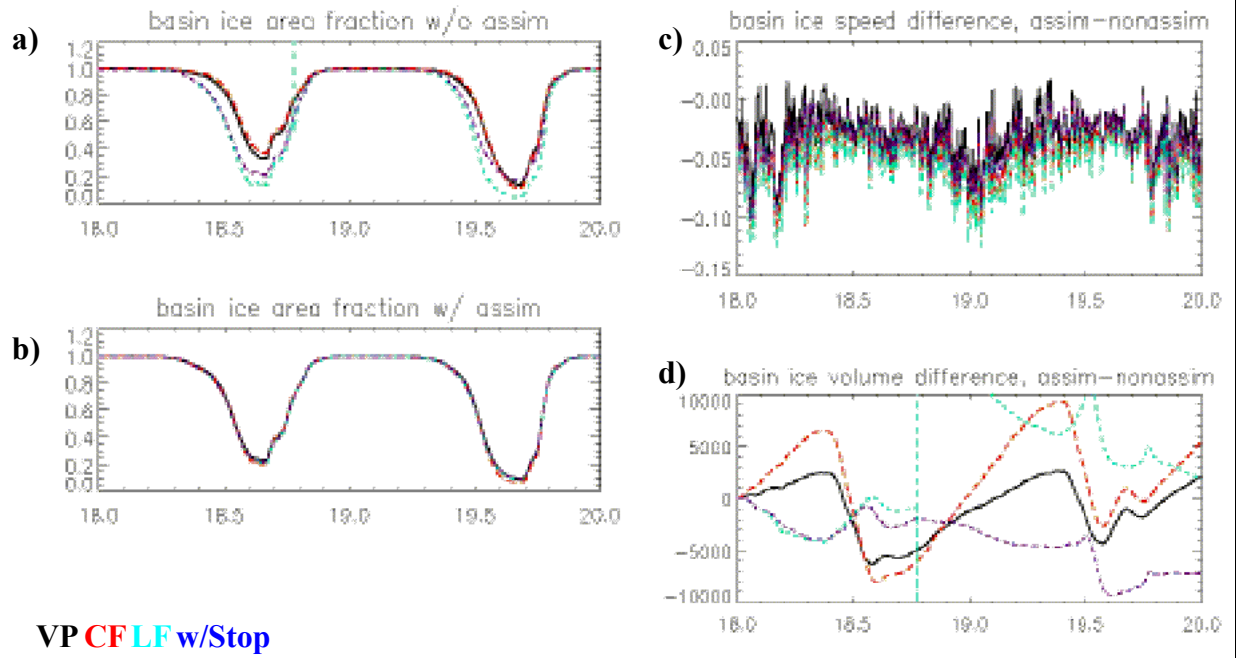 a)
basin ice area fraction w/o assim
1.2
1.0
0.8
0.6
0.4
0.2
0.0
18.0 18.5 19.0 19.5 20.0
b)
basin ice area fraction w/ assim
1.2
1.0
0.8
0.6
0.4
0.2
0.0
18.0 18.5 19.0 19.5 20.0
c)
basin ice speed difference, assim-nonassim
0.05
-0.00
-0.05
-0.10
-0.15
18.0 18.5 19.0 19.5 20.0
d)
basin ice volume difference, assim-nonassim
10000
5000
0
-5000
-10000
18.0 18.5 19.0 19.5 20.0
VP CF LF w/Stop